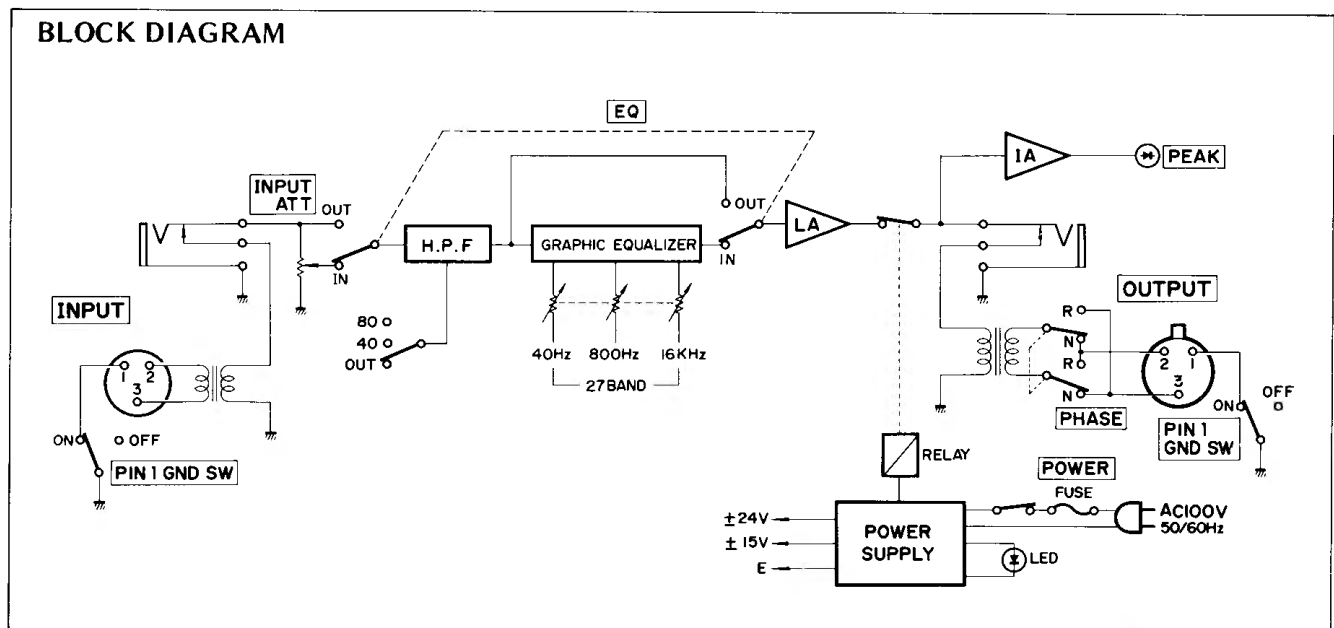 BLOCK DIAGRAM
EQ
INPUT
ATT
OUT
IN
H.P.F
GRAPHIC EQUALIZER
OUT
IN
LA
IA
PEAK
INPUT
1
2
3
ON
OFF
PIN 1 GND SW
80
40
OUT
40Hz
800Hz
16KHz
27BAND
OUTPUT
R
N
R
N
2
1
3
PHASE
ON
OFF
PIN 1
GND SW
RELAY
POWER
FUSE
AC100V
50/60Hz
±24V
±15V
E
POWER
SUPPLY
LED